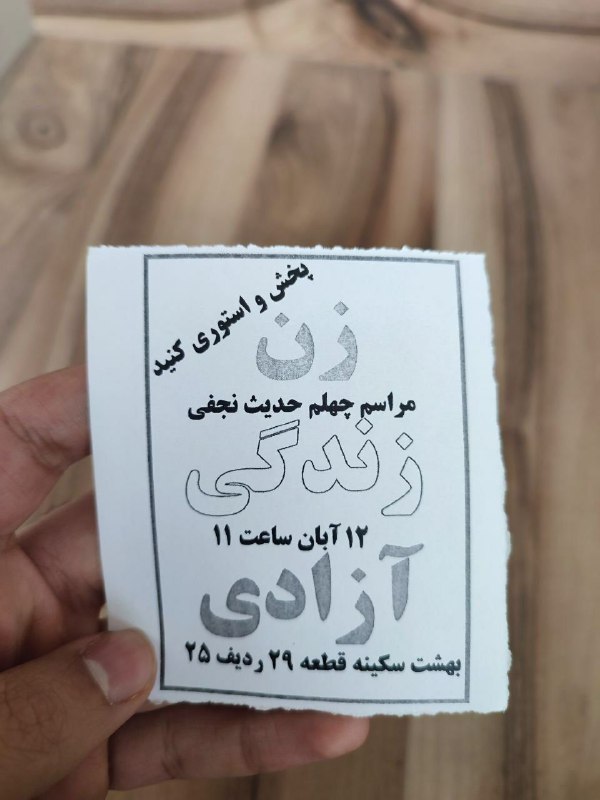 پخش و استوری کنید
زن
مراسم چهلم حدیث نجفی
زندگی
۱۲ آبان ساعت ۱۱
آزادی
بهشت سکینه قطعه ۲۹ ردیف ۲۵